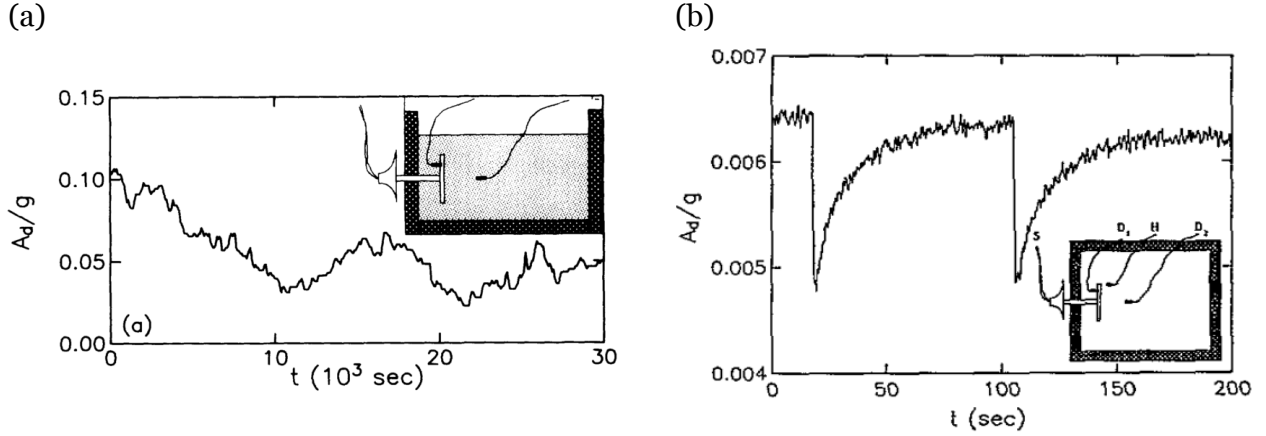 (a)
0.15
0.10
0.05
0.00
A_d/g
(a)
0
10
20
30
t (10³ sec)
(b)
0.007
0.006
0.005
0.004
A_d/g
S
D₁
H
D₂
0
50
100
150
200
t (sec)